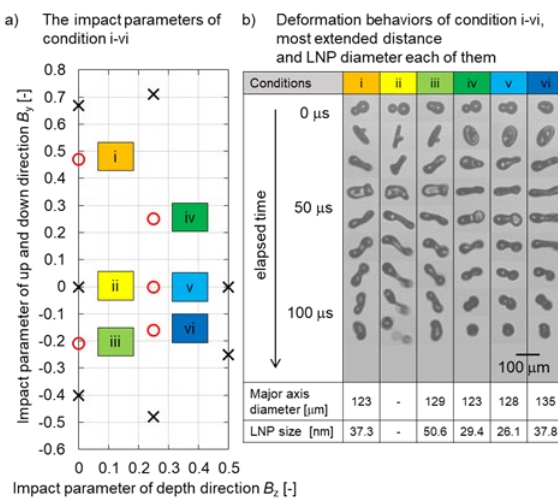 a) The impact parameters of
condition i-vi
Impact parameter of up and down direction By [-]
0.8
0.7
0.6
0.5
0.4
0.3
0.2
0.1
0
-0.1
-0.2
-0.3
-0.4
-0.5
-0.6
i
iv
ii
v
iii
vi
0 0.1 0.2 0.3 0.4 0.5
Impact parameter of depth direction Bz [-]
b) Deformation behaviors of condition i-vi,
most extended distance
and LNP diameter each of them
Conditions i ii iii iv v vi
elapsed time
0 μs
50 μs
100 μs
100 μm
Major axis
diameter [μm] 123 - 129 123 128 135
LNP size [nm] 37.3 - 50.6 29.4 26.1 37.8